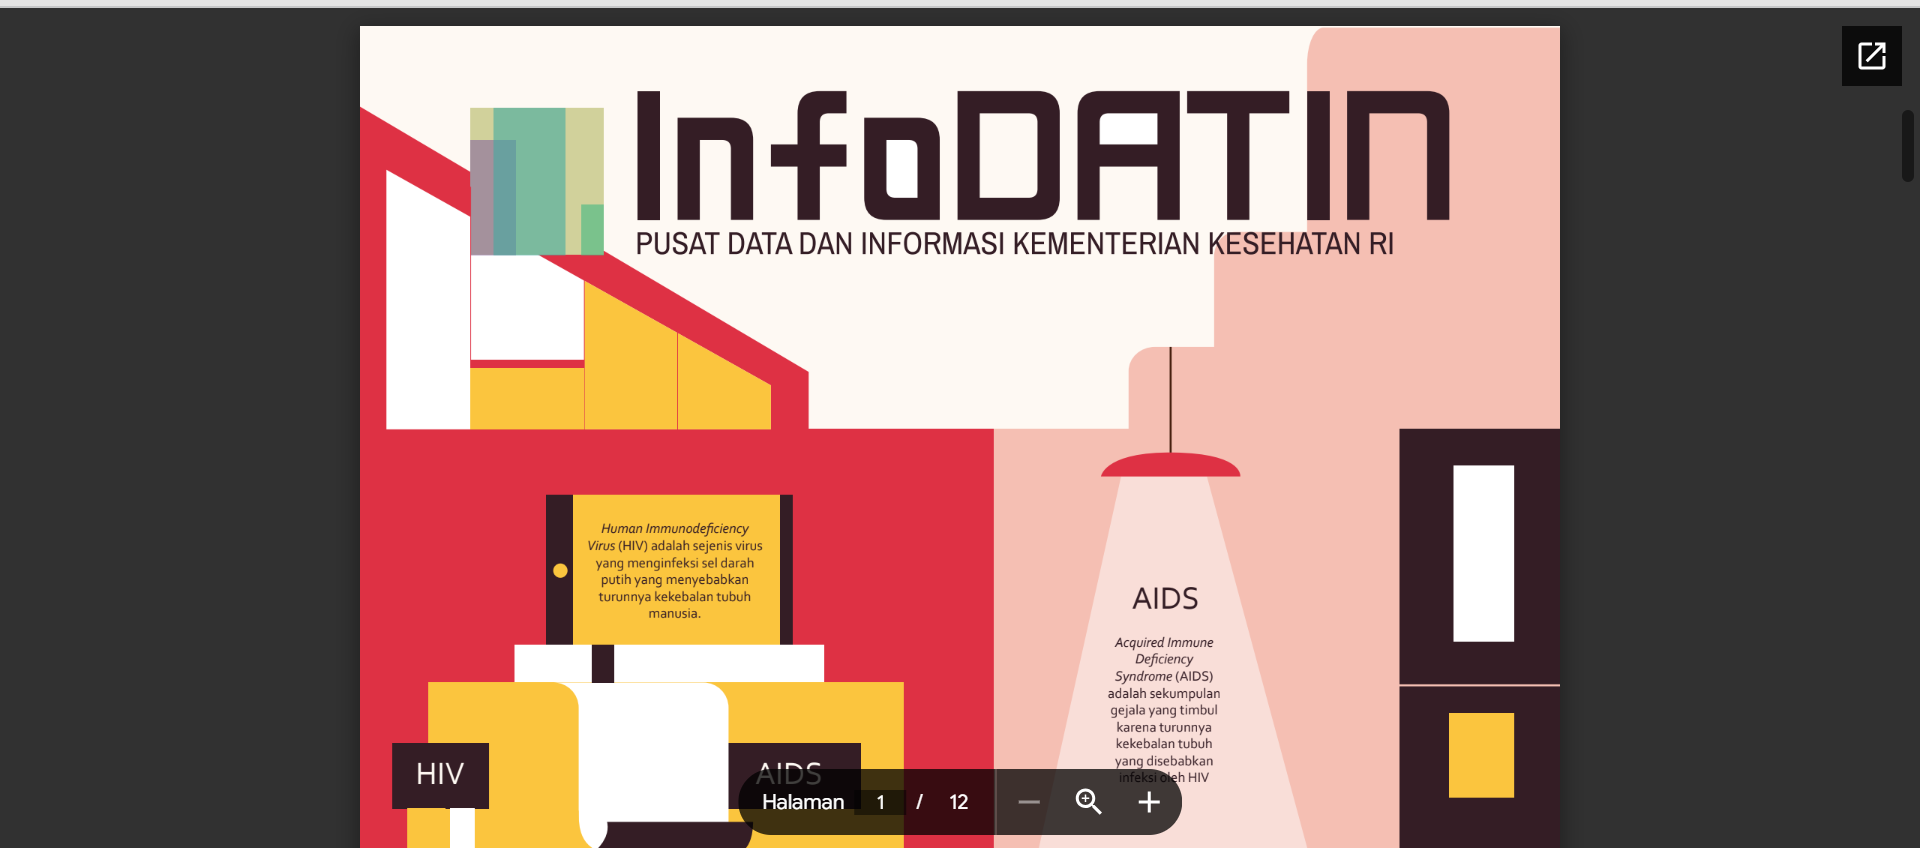 InfoDATIN
PUSAT DATA DAN INFORMASI KEMENTERIAN KESEHATAN RI
Human Immunodeficiency
Virus (HIV) adalah sejenis virus
yang menginfeksi sel darah
putih yang menyebabkan
turunnya kekebalan tubuh
manusia.
AIDS
Acquired Immune
Deficiency
Syndrome (AIDS)
adalah sekumpulan
gejala yang timbul
karena turunnya
kekebalan tubuh
yang disebabkan
infeksi oleh HIV
HIV
AIDS
Halaman 1 / 12